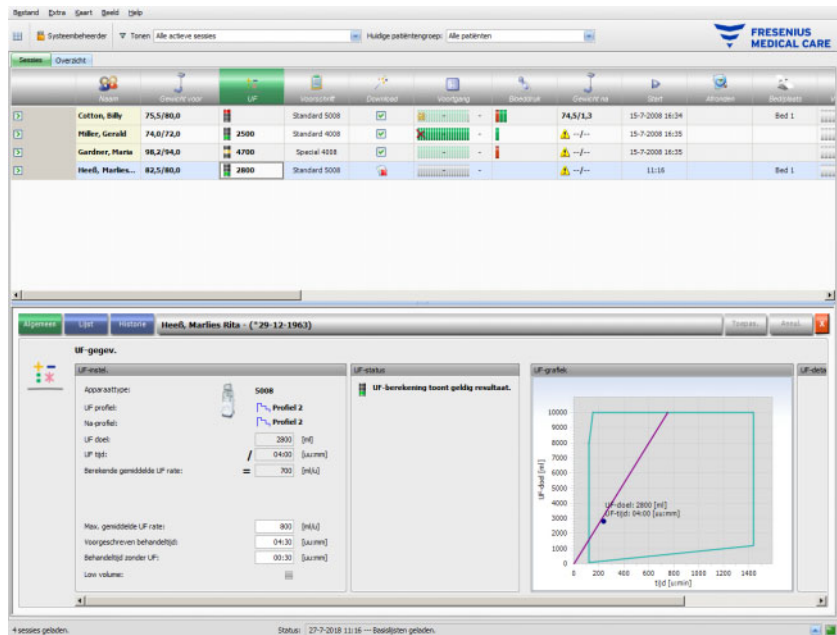 Bestand Extra Kaart Beeld Help
Systeembeheerder Tonen Alle actieve sessies Huidige patiëntengroep: Alle patiënten
FRESENIUS
MEDICAL CARE
Sessies Overzicht
Naam Gewicht voor UF Voorschrift Download Voortgang Bloeddruk Gewicht na Start Afronden Bedplaats
Cotton, Billy 75,5/80,0 Standard 5008 - - 74,5/1,3 15-7-2008 16:34 Bed 1
Miller, Gerald 74,0/72,0 2500 Standard 4008 - --/-- 15-7-2008 16:35
Gardner, Maria 98,2/94,0 4700 Special 4008 - - --/-- 15-7-2008 16:35
Heeß, Marlies... 82,5/80,0 2800 Standard 5008 - - --/-- 11:16 Bed 1
Algemeen Lijst Historie Heeß, Marlies Rita - (*29-12-1963) Toepas. Annul. X
UF-gegev.
UF-instel.
Apparaattype: 5008
UF profiel: Profiel 2
Na-profiel: Profiel 2
UF doel: 2800 [ml]
UF tijd: / 04:00 [uu:mm]
Berekende gemiddelde UF rate: = 700 [ml/u]
Max. gemiddelde UF rate: 800 [ml/u]
Voorgeschreven behandeltijd: 04:30 [uu:mm]
Behandeltijd zonder UF: 00:30 [uu:mm]
Low volume:
UF-status
UF-berekening toont geldig resultaat.
UF-grafiek
UF-doel [ml]
10000
9000
8000
7000
6000
5000
4000
3000
2000
1000
0
UF-doel: 2800 [ml]
UF-tijd: 04:00 [uu:mm]
0 200 400 600 800 1000 1200 1400
tijd [u:min]
UF-deta
4 sessies geladen. Status: 27-7-2018 11:16 --- Basislijsten geladen.